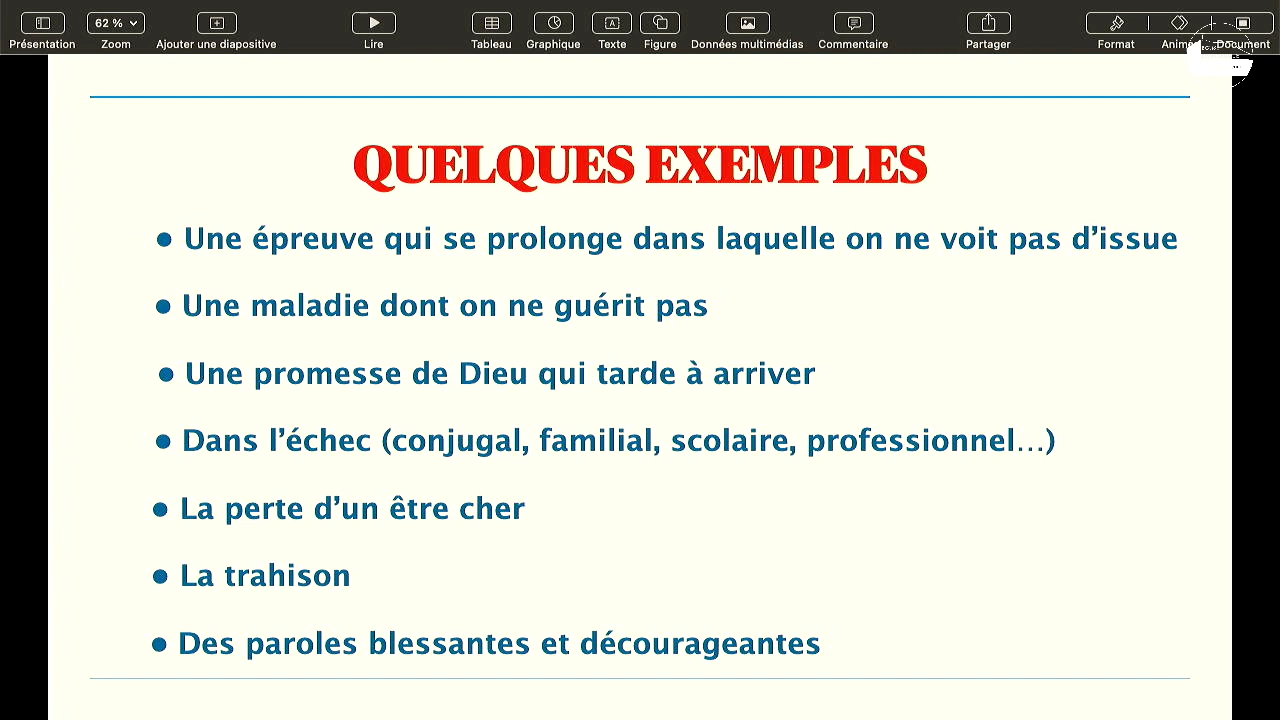 62 %
Présentation Zoom Ajouter une diapositive Lire Tableau Graphique Texte Figure Données multimédias Commentaire Partager Format Document
QUELQUES EXEMPLES
• Une épreuve qui se prolonge dans laquelle on ne voit pas d’issue
• Une maladie dont on ne guérit pas
• Une promesse de Dieu qui tarde à arriver
• Dans l’échec (conjugal, familial, scolaire, professionnel…)
• La perte d’un être cher
• La trahison
• Des paroles blessantes et décourageantes